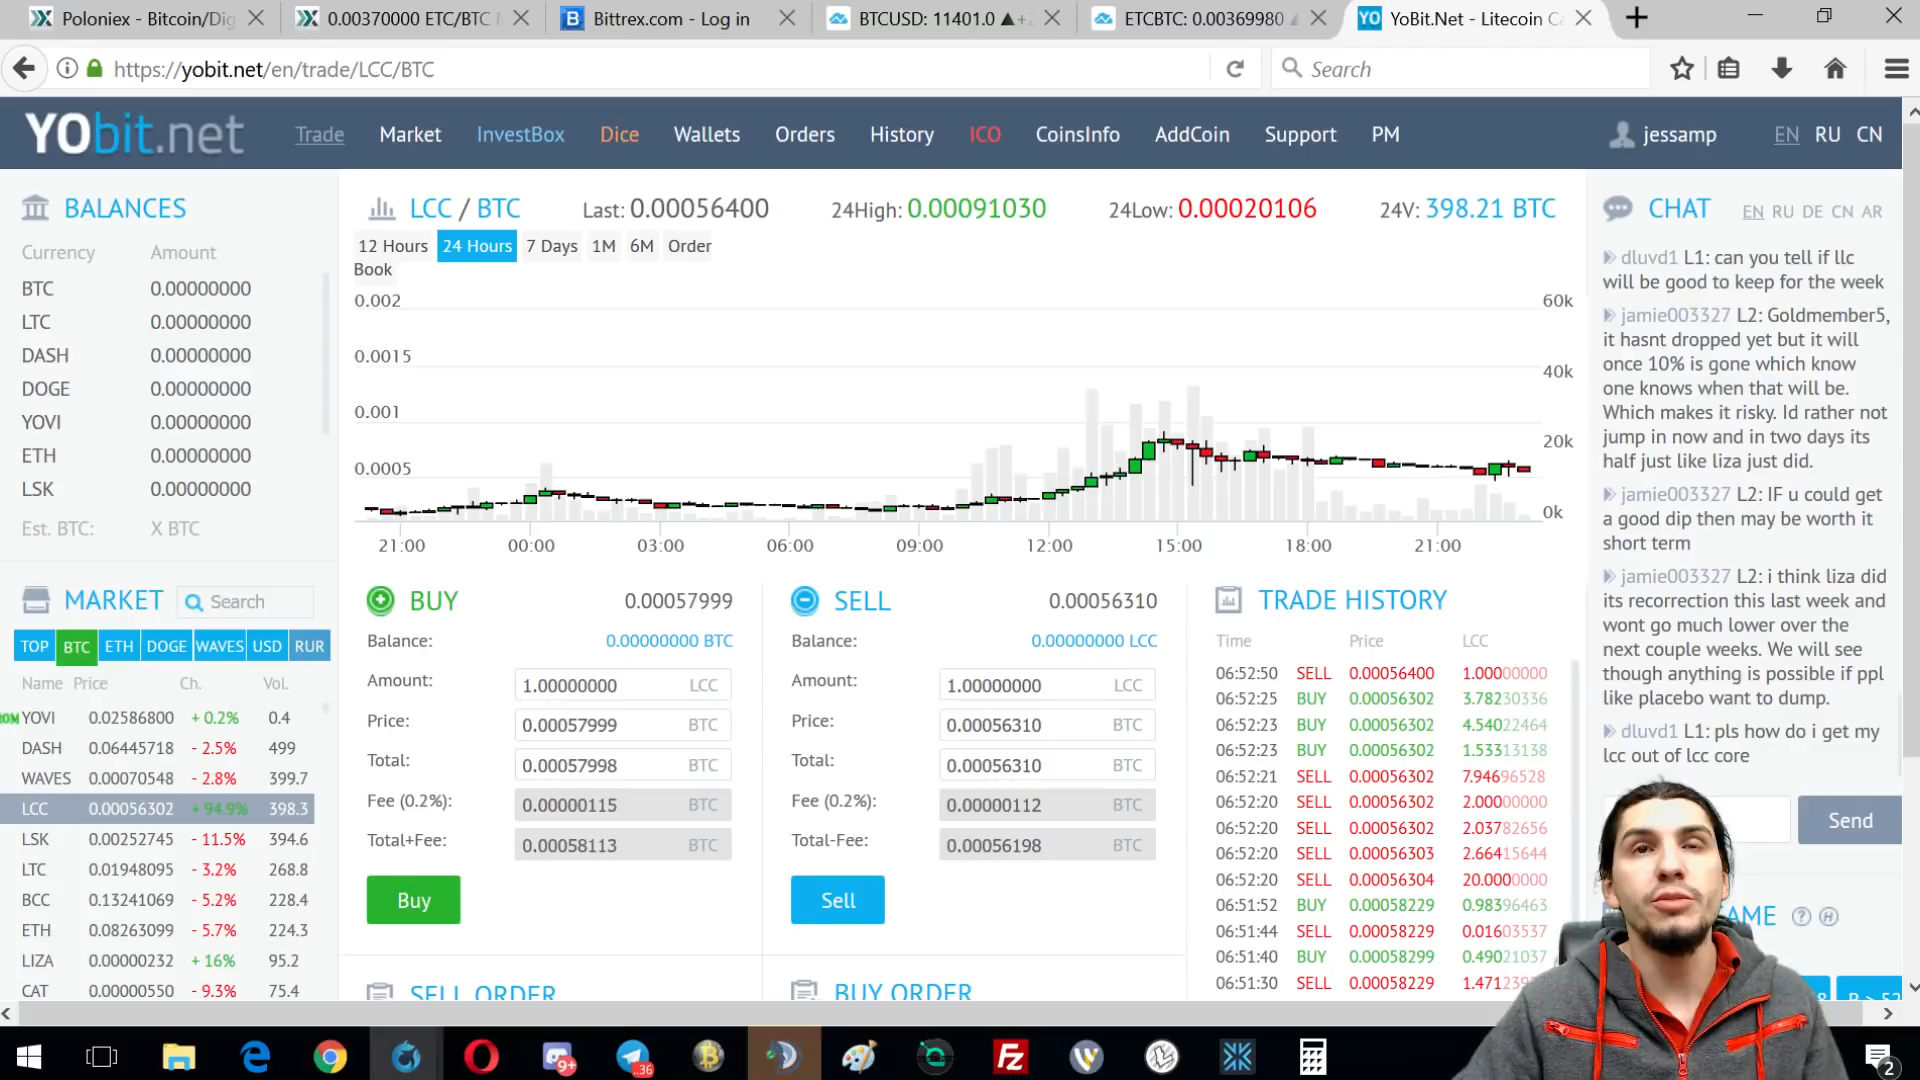 Poloniex - Bitcoin/Dig
0.00370000 ETC/BTC M
Bittrex.com - Log in
BTCUSD: 11401.0 ▲+2
ETCBTC: 0.00369980
YoBit.Net - Litecoin Ca
https://yobit.net/en/trade/LCC/BTC
Search
YObit.net
Trade Market InvestBox Dice Wallets Orders History ICO CoinsInfo AddCoin Support PM
jessamp
EN RU CN
BALANCES
Currency Amount
BTC 0.00000000
LTC 0.00000000
DASH 0.00000000
DOGE 0.00000000
YOVI 0.00000000
ETH 0.00000000
LSK 0.00000000
Est. BTC: X BTC
MARKET
Search
TOP BTC ETH DOGE WAVES USD RUR
Name Price Ch. Vol.
YOVI 0.02586800 + 0.2% 0.4
DASH 0.06445718 - 2.5% 499
WAVES 0.00070548 - 2.8% 399.7
LCC 0.00056302 + 94.9% 398.3
LSK 0.00252745 - 11.5% 394.6
LTC 0.01948095 - 3.2% 268.8
BCC 0.13241069 - 5.2% 228.4
ETH 0.08263099 - 5.7% 224.3
LIZA 0.00000232 + 16% 95.2
CAT 0.00000550 - 9.3% 75.4
LCC / BTC
Last: 0.00056400
24High: 0.00091030
24Low: 0.00020106
24V: 398.21 BTC
12 Hours 24 Hours 7 Days 1M 6M Order
Book
0.002 60k
0.0015 40k
0.001 20k
0.0005 0k
21:00 00:00 03:00 06:00 09:00 12:00 15:00 18:00 21:00
BUY 0.00057999
Balance: 0.00000000 BTC
Amount: 1.00000000 LCC
Price: 0.00057999 BTC
Total: 0.00057998 BTC
Fee (0.2%): 0.00000115 BTC
Total+Fee: 0.00058113 BTC
Buy
SELL 0.00056310
Balance: 0.00000000 LCC
Amount: 1.00000000 LCC
Price: 0.00056310 BTC
Total: 0.00056310 BTC
Fee (0.2%): 0.00000112 BTC
Total-Fee: 0.00056198 BTC
Sell
TRADE HISTORY
Time Price LCC
06:52:50 SELL 0.00056400 1.00000000
06:52:25 BUY 0.00056302 3.78230336
06:52:23 BUY 0.00056302 4.54022464
06:52:23 BUY 0.00056302 1.53313138
06:52:21 SELL 0.00056302 7.94696528
06:52:20 SELL 0.00056302 2.00000000
06:52:20 SELL 0.00056302 2.03782656
06:52:20 SELL 0.00056303 2.66415644
06:52:20 SELL 0.00056304 20.0000000
06:51:52 BUY 0.00058229 0.98396463
06:51:44 SELL 0.00058229 0.01603537
06:51:40 BUY 0.00058299 0.49021037
06:51:30 SELL 0.00058229 1.47123
SELL ORDER
BUY ORDER
CHAT
EN RU DE CN AR
dluvd1 L1: can you tell if llc
will be good to keep for the week
jamie003327 L2: Goldmember5,
it hasnt dropped yet but it will
once 10% is gone which know
one knows when that will be.
Which makes it risky. Id rather not
jump in now and in two days its
half just like liza just did.
jamie003327 L2: IF u could get
a good dip then may be worth it
short term
jamie003327 L2: i think liza did
its recorrection this last week and
wont go much lower over the
next couple weeks. We will see
though anything is possible if ppl
like placebo want to dump.
dluvd1 L1: pls how do i get my
lcc out of lcc core
Send
AME
9+
36
2